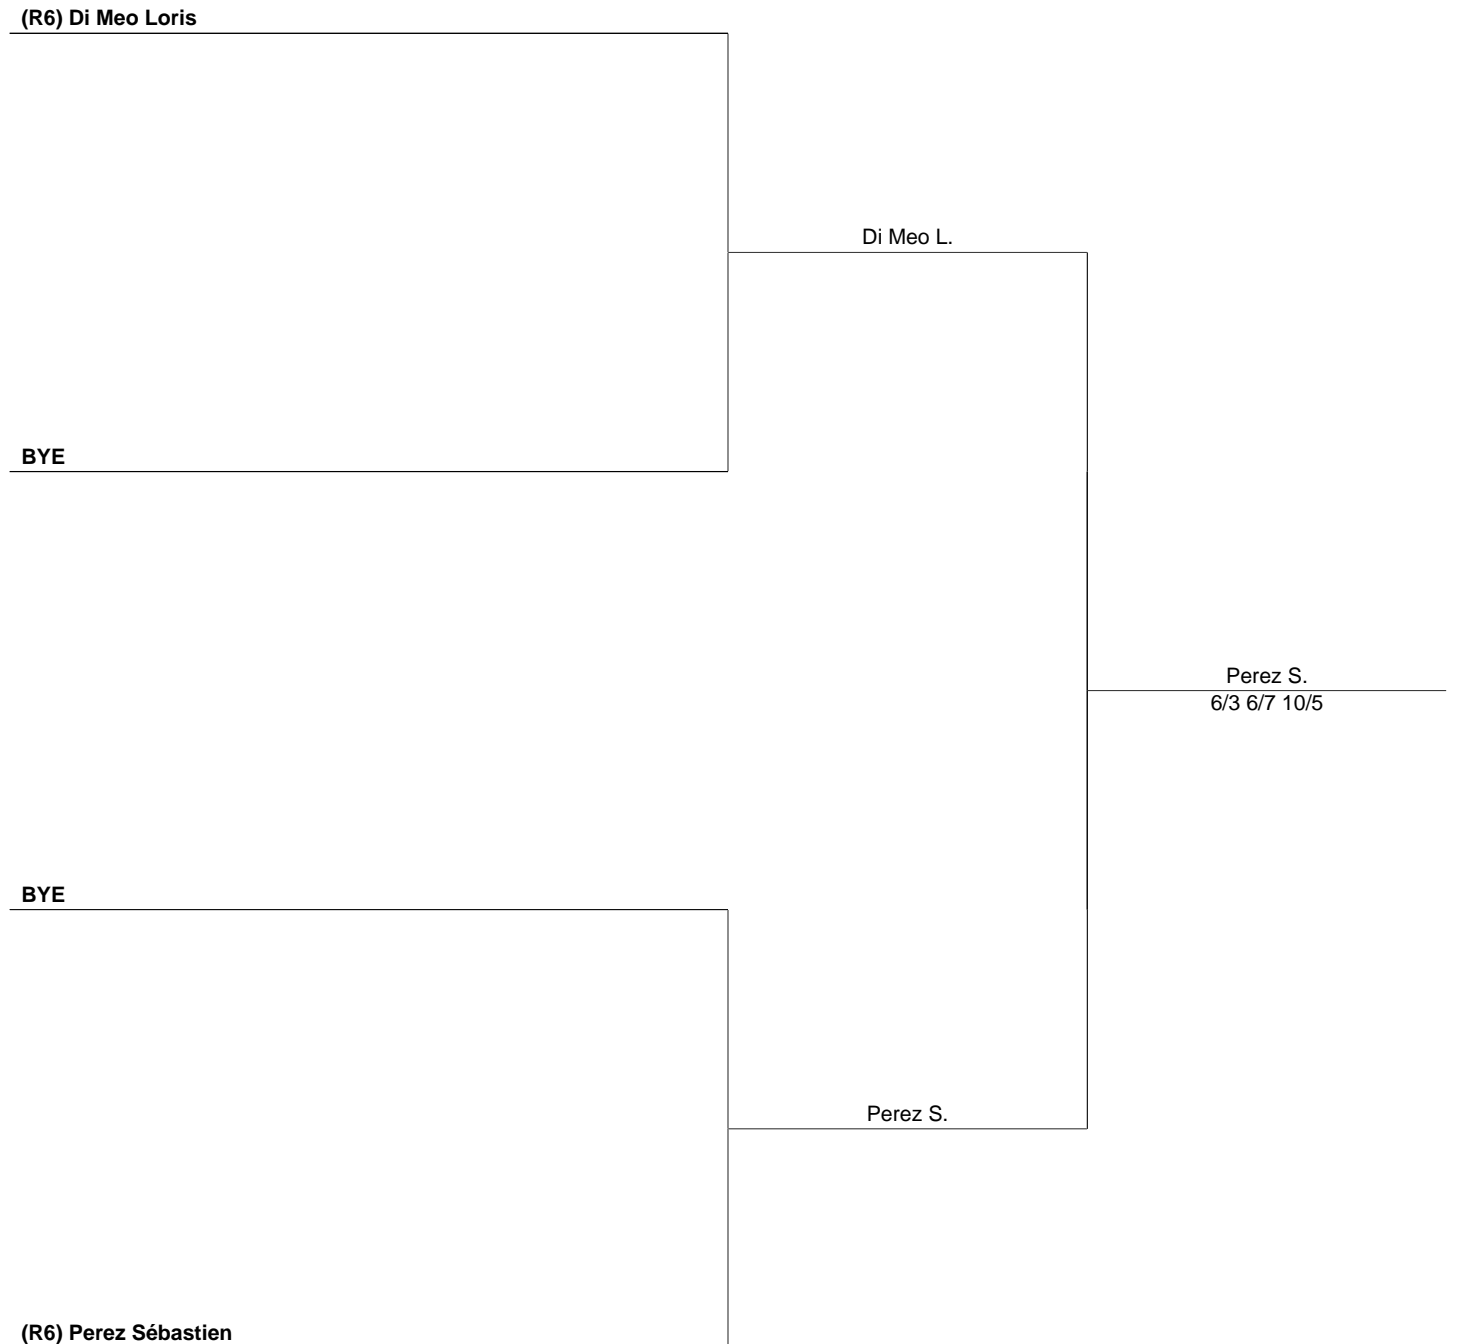 (R6) Di Meo Loris
Di Meo L.
BYE
Perez S.
6/3 6/7 10/5
BYE
Perez S.
(R6) Perez Sébastien